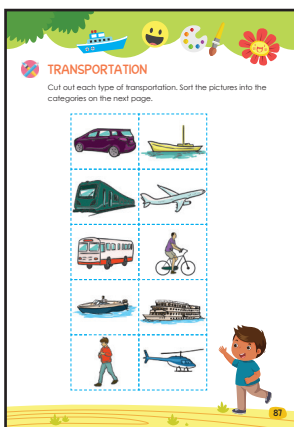 TRANSPORTATION
Cut out each type of transportation. Sort the pictures into the
categories on the next page.
87